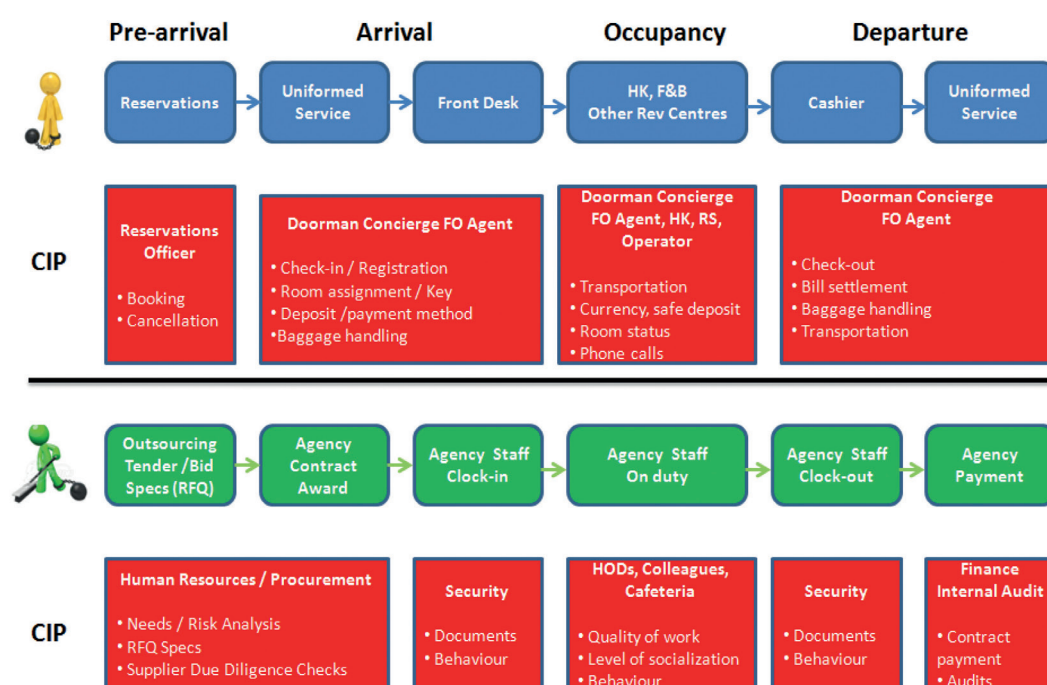 Pre-arrival
Arrival
Occupancy
Departure
Reservations
Uniformed
Service
Front Desk
HK, F&B
Other Rev Centres
Cashier
Uniformed
Service
CIP
Reservations
Officer
• Booking
• Cancellation
Doorman Concierge FO Agent
• Check-in / Registration
• Room assignment / Key
• Deposit /payment method
•Baggage handling
Doorman Concierge
FO Agent, HK, RS,
Operator
• Transportation
• Currency, safe deposit
• Room status
• Phone calls
Doorman Concierge
FO Agent
• Check-out
• Bill settlement
• Baggage handling
• Transportation
Outsourcing
Tender /Bid
Specs (RFQ)
Agency
Contract
Award
Agency Staff
Clock-in
Agency Staff
On duty
Agency Staff
Clock-out
Agency
Payment
CIP
Human Resources / Procurement
• Needs / Risk Analysis
• RFQ Specs
• Supplier Due Diligence Checks
Security
• Documents
• Behaviour
HODs, Colleagues,
Cafeteria
• Quality of work
• Level of socialization
• Behaviour
Security
• Documents
• Behaviour
Finance
Internal Audit
• Contract
payment
• Audits